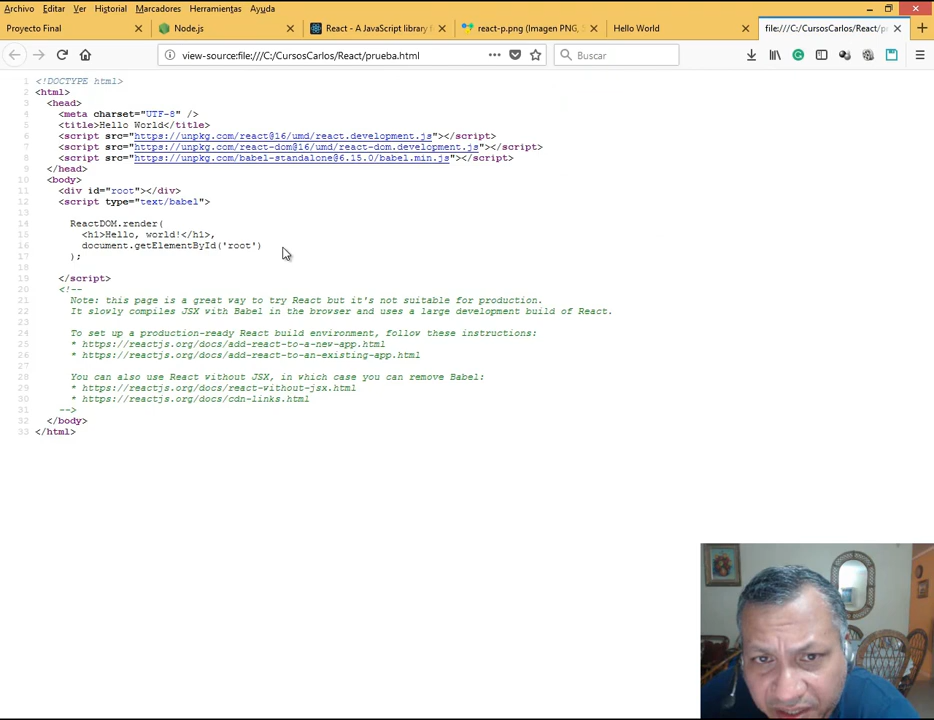 Archivo Editar Ver Historial Marcadores Herramientas Ayuda
Proyecto Final
Node.js
React - A JavaScript library f
react-p.png (Imagen PNG, 
Hello World
file:///C:/CursosCarlos/React/pr
view-source:file:///C:/CursosCarlos/React/prueba.html
Buscar
1 <!DOCTYPE html>
2 <html>
3 <head>
4 <meta charset="UTF-8" />
5 <title>Hello World</title>
6 <script src="https://unpkg.com/react@16/umd/react.development.js"></script>
7 <script src="https://unpkg.com/react-dom@16/umd/react-dom.development.js"></script>
8 <script src="https://unpkg.com/babel-standalone@6.15.0/babel.min.js"></script>
9 </head>
10 <body>
11 <div id="root"></div>
12 <script type="text/babel">
13
14 ReactDOM.render(
15 <h1>Hello, world!</h1>,
16 document.getElementById('root')
17 );
18
19 </script>
20 <!--
21 Note: this page is a great way to try React but it's not suitable for production.
22 It slowly compiles JSX with Babel in the browser and uses a large development build of React.
23
24 To set up a production-ready React build environment, follow these instructions:
25 * https://reactjs.org/docs/add-react-to-a-new-app.html
26 * https://reactjs.org/docs/add-react-to-an-existing-app.html
27
28 You can also use React without JSX, in which case you can remove Babel:
29 * https://reactjs.org/docs/react-without-jsx.html
30 * https://reactjs.org/docs/cdn-links.html
31 -->
32 </body>
33 </html>